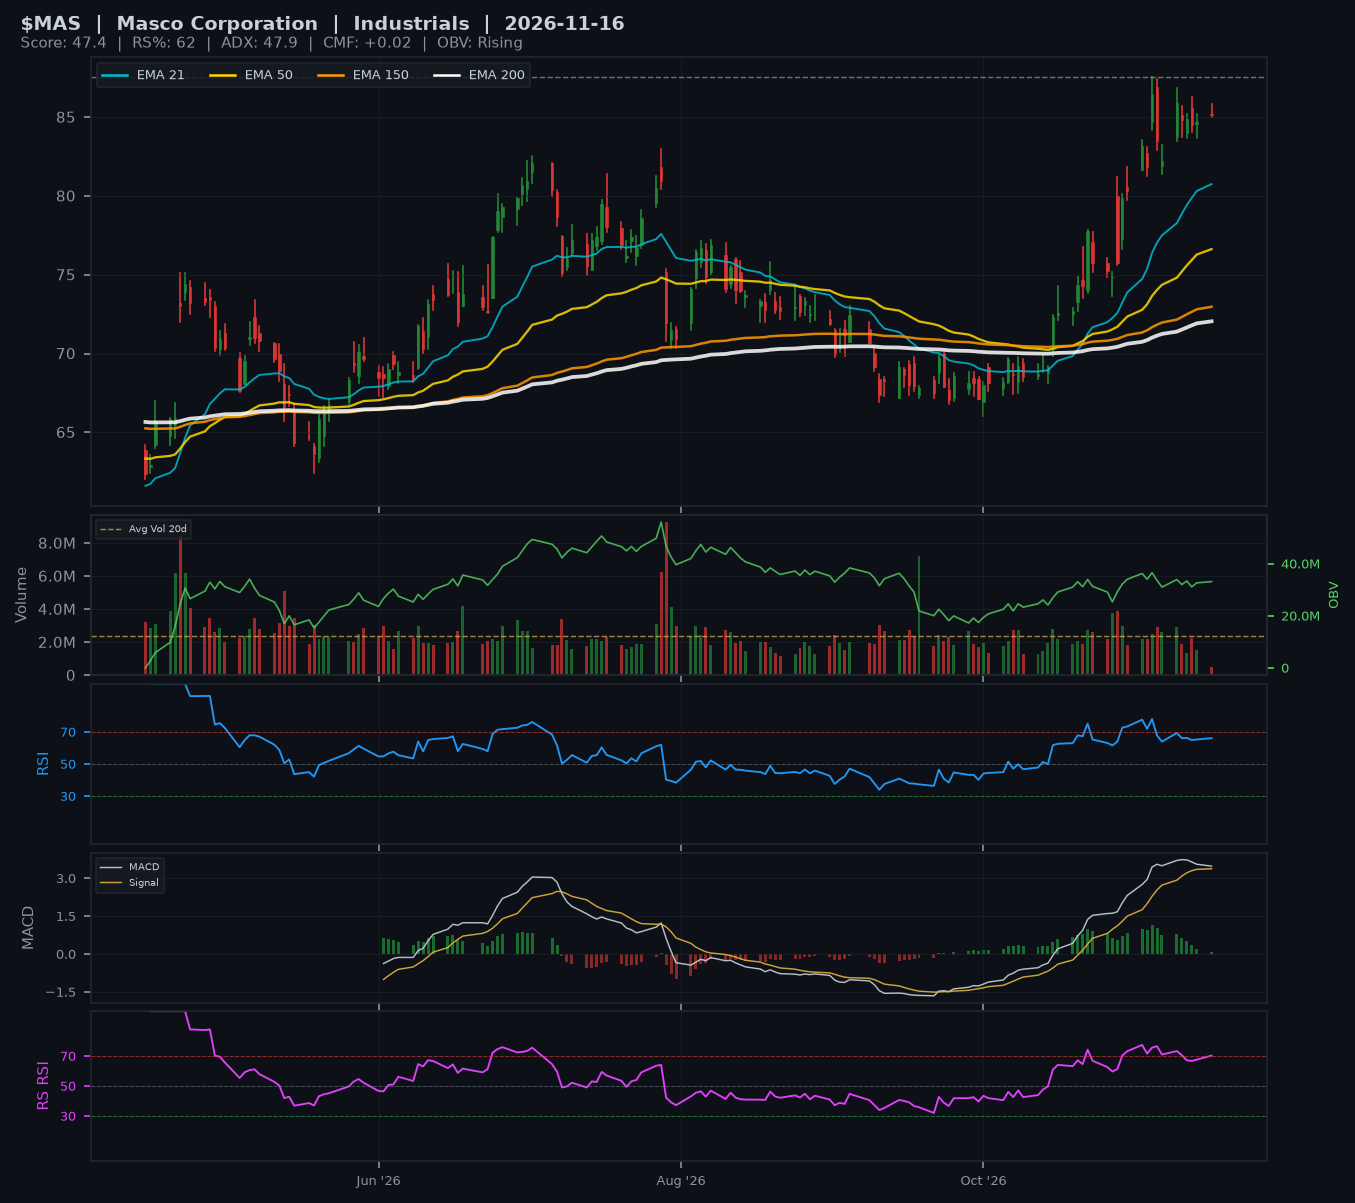 $MAS | Masco Corporation | Industrials | 2026-11-16
Score: 47.4 | RS%: 62 | ADX: 47.9 | CMF: +0.02 | OBV: Rising
EMA 21 EMA 50 EMA 150 EMA 200
85
80
75
70
65
Avg Vol 20d
Volume
8.0M
6.0M
4.0M
2.0M
0
40.0M
20.0M
0
OBV
RSI
70
50
30
MACD
Signal
MACD
3.0
1.5
0.0
−1.5
RS RSI
70
50
30
Jun '26 Aug '26 Oct '26